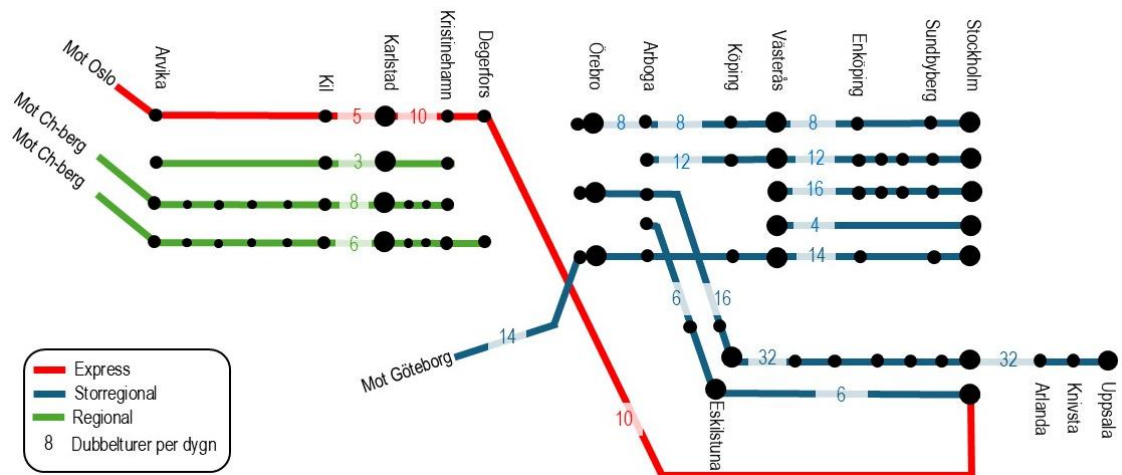 Mot Oslo
Mot Ch-berg
Mot Ch-berg
Arvika
Kil
Karlstad
Kristinehamn
Degerfors
Örebro
Arboga
Köping
Västerås
Enköping
Sundbyberg
Stockholm
5
10
8
8
8
3
12
12
8
16
6
4
14
14
6
16
32
32
6
10
Mot Göteborg
Eskilstuna
Arlanda
Knivsta
Uppsala
Express
Storregional
Regional
8 Dubbelturer per dygn